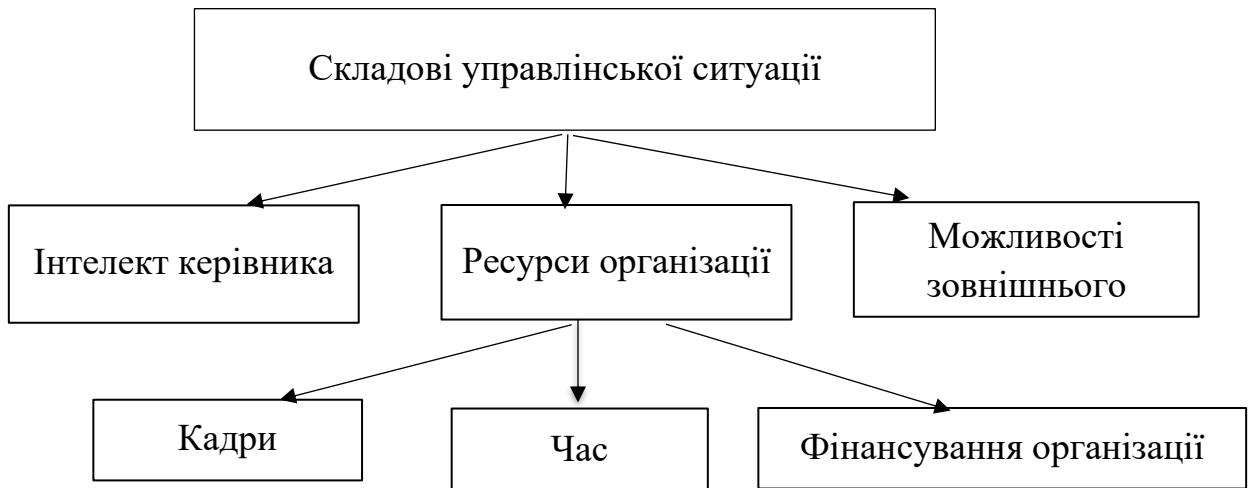 Складові управлінської ситуації
Інтелект керівника
Ресурси організації
Можливості
зовнішнього
Кадри
Час
Фінансування організації